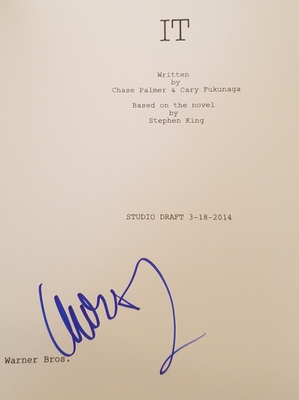 IT
Written
by
Chase Palmer & Cary Fukunaga
Based on the novel
by
Stephen King
STUDIO DRAFT 3-18-2014
Warner Bros.